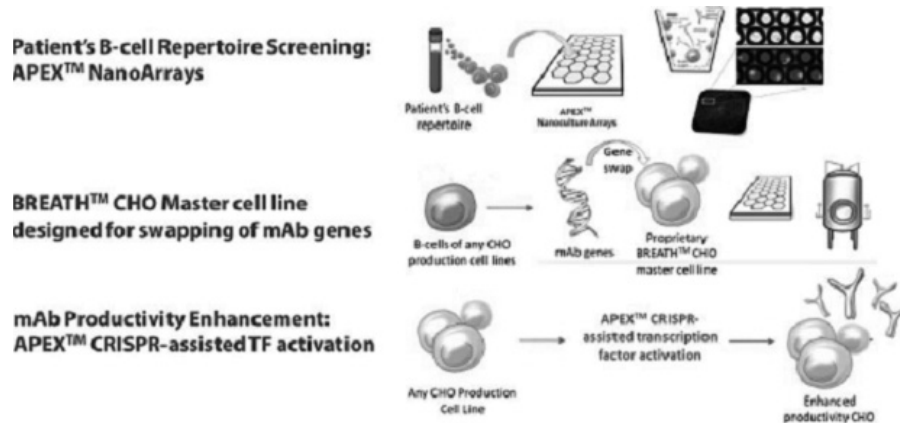 Patient's B-cell Repertoire Screening:
APEX™ NanoArrays
Patient's B-cell
repertoire
APEX™
Nanoculture Arrays
BREATH™ CHO Master cell line
designed for swapping of mAb genes
B-cells of any CHO
production cell lines
mAb genes
Gene
swap
Proprietary
BREATH™ CHO
master cell line
mAb Productivity Enhancement:
APEX™ CRISPR-assisted TF activation
Any CHO Production
Cell Line
APEX™ CRISPR-
assisted transcription
factor activation
Enhanced
productivity CHO